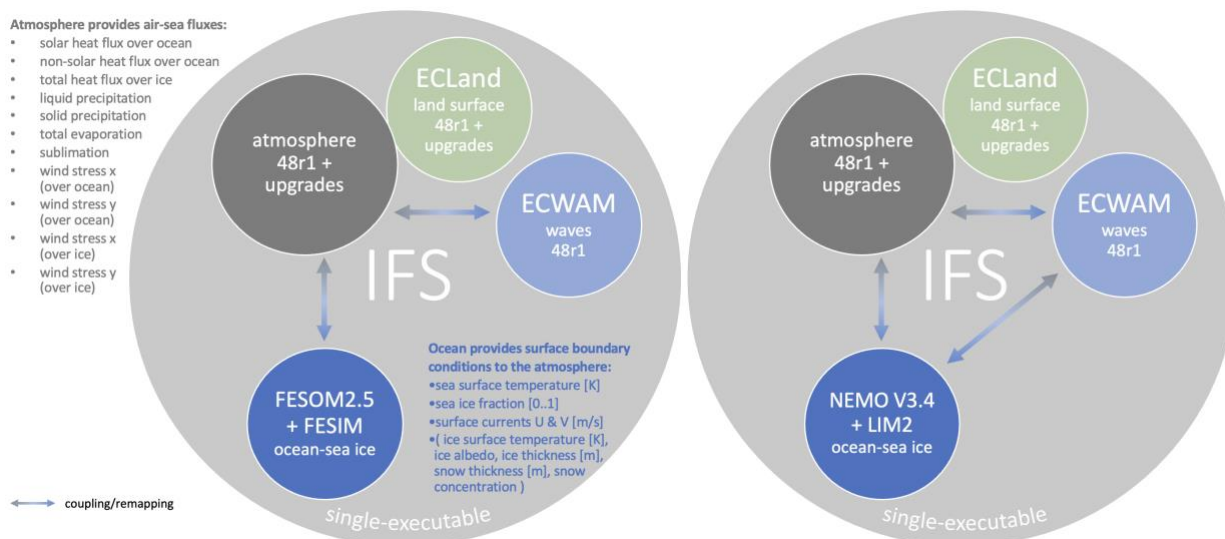 Atmosphere provides air-sea fluxes:
• solar heat flux over ocean
• non-solar heat flux over ocean
• total heat flux over ice
• liquid precipitation
• solid precipitation
• total evaporation
• sublimation
• wind stress x
(over ocean)
• wind stress y
(over ocean)
• wind stress x
(over ice)
• wind stress y
(over ice)
ECLand
land surface
48r1 +
upgrades
atmosphere
48r1 +
upgrades
ECWAM
waves
48r1
IFS
FESOM2.5
+ FESIM
ocean-sea ice
Ocean provides surface boundary
conditions to the atmosphere:
•sea surface temperature [K]
•sea ice fraction [0..1]
•surface currents U & V [m/s]
•( ice surface temperature [K],
ice albedo, ice thickness [m],
snow thickness [m], snow
concentration )
single-executable
coupling/remapping
ECLand
land surface
48r1 +
upgrades
atmosphere
48r1 +
upgrades
ECWAM
waves
48r1
IFS
NEMO V3.4
+ LIM2
ocean-sea ice
single-executable